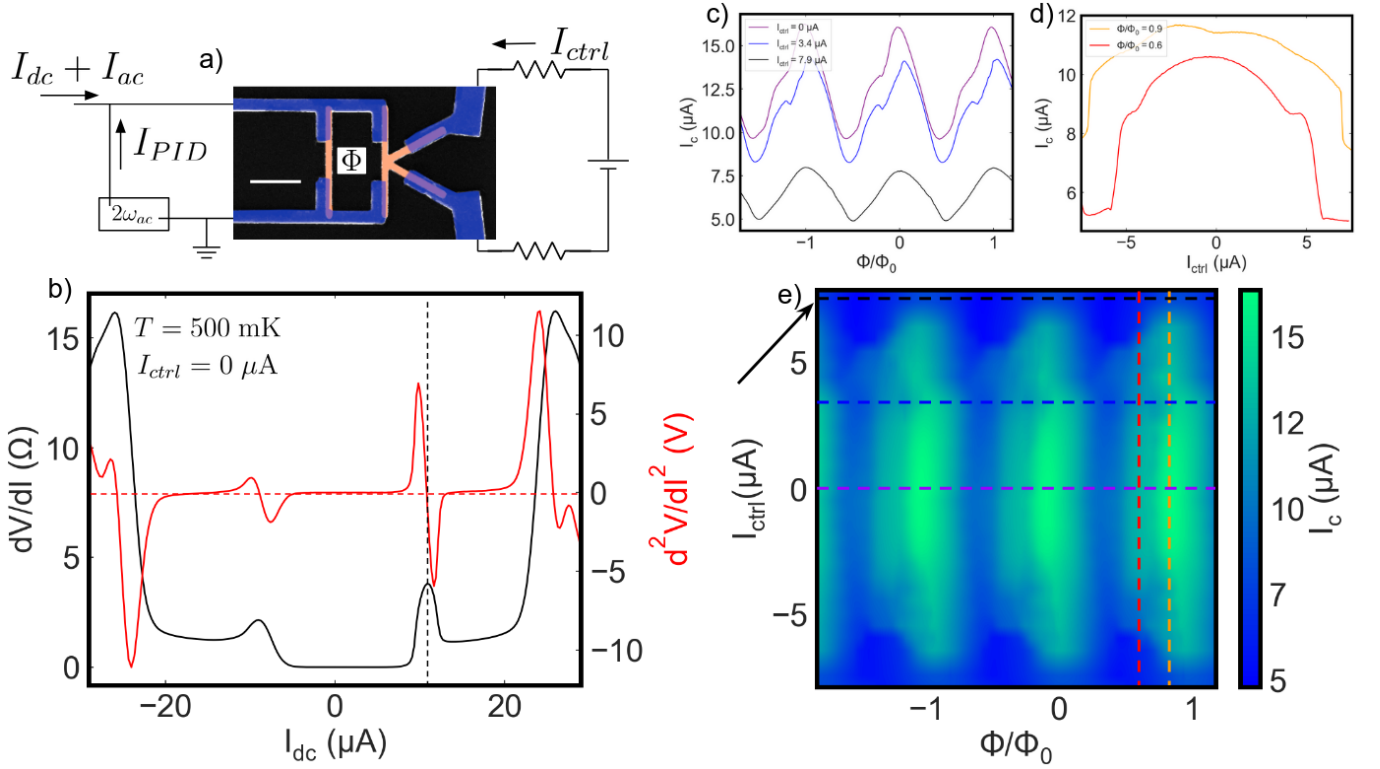 a)
I_dc + I_ac
I_ctrl
I_PID
Φ
2ω_ac
b)
T = 500 mK
I_ctrl = 0 μA
15
10
5
0
dV/dI (Ω)
10
5
0
−5
−10
d²V/dI² (V)
−20
0
20
I_dc (μA)
c)
I_ctrl = 0 μA
I_ctrl = 3.4 μA
I_ctrl = 7.9 μA
15.0
12.5
10.0
7.5
5.0
I_c (μA)
−1
0
1
Φ/Φ₀
d)
Φ/Φ₀ = 0.9
Φ/Φ₀ = 0.6
12
10
8
6
I_c (μA)
−5
0
5
I_ctrl (μA)
e)
5
0
−5
I_ctrl(μA)
−1
0
1
Φ/Φ₀
15
12
10
7
5
I_c (μA)